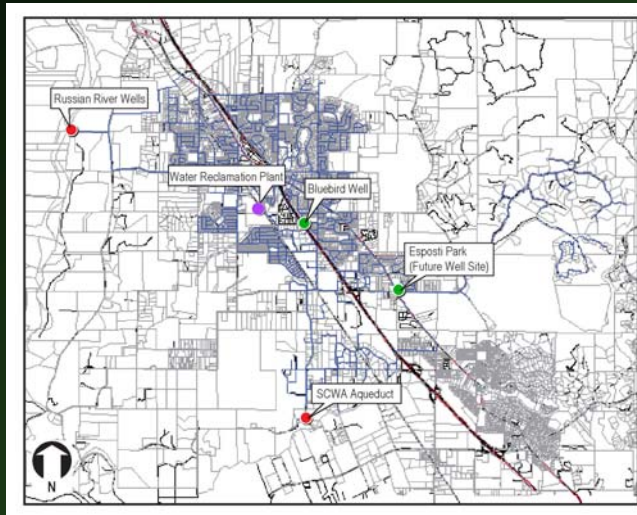 Russian River Wells
Water Reclamation Plant
Bluebird Well
Esposti Park
(Future Well Site)
SCWA Aqueduct
N